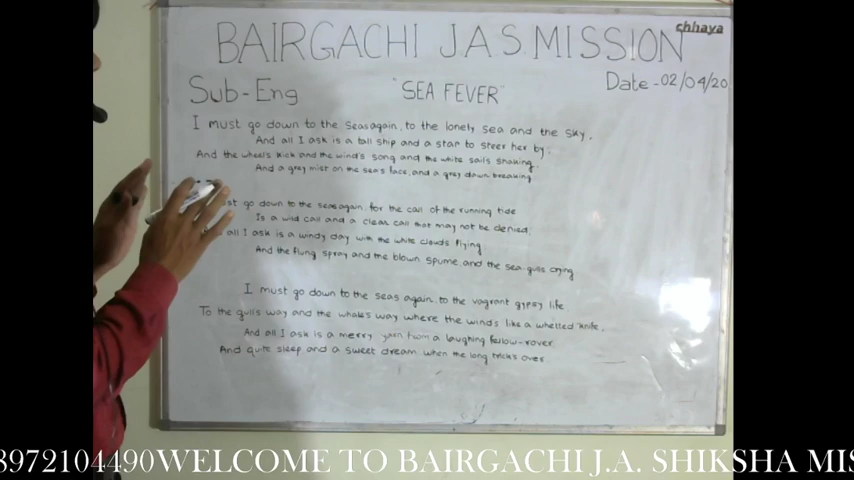 chhaya
BAIRGACHI J A S MISSION
Sub-Eng "SEA FEVER" Date-02/04/20
I must go down to the seas again, to the lonely sea and the sky,
And all I ask is a tall ship and a star to steer her by,
And the wheels kick and the wind's song and the white sails shaking,
And a grey mist on the sea's face, and a grey dawn breaking
go down to the seas again, for the call of the running tide
Is a wild call and a clear call that may not be denied;
all I ask is a windy day with the white clouds flying,
And the flung spray and the blown spume, and the sea-gulls crying
I must go down to the seas again, to the vagrant gypsy life,
To the gulls way and the whale's way where the wind's like a whetted knife,
And all I ask is a merry yarn from a laughing fellow-rover
And quite sleep and a sweet dream when the long trick's over
8972104490WELCOME TO BAIRGACHI J.A. SHIKSHA MIS